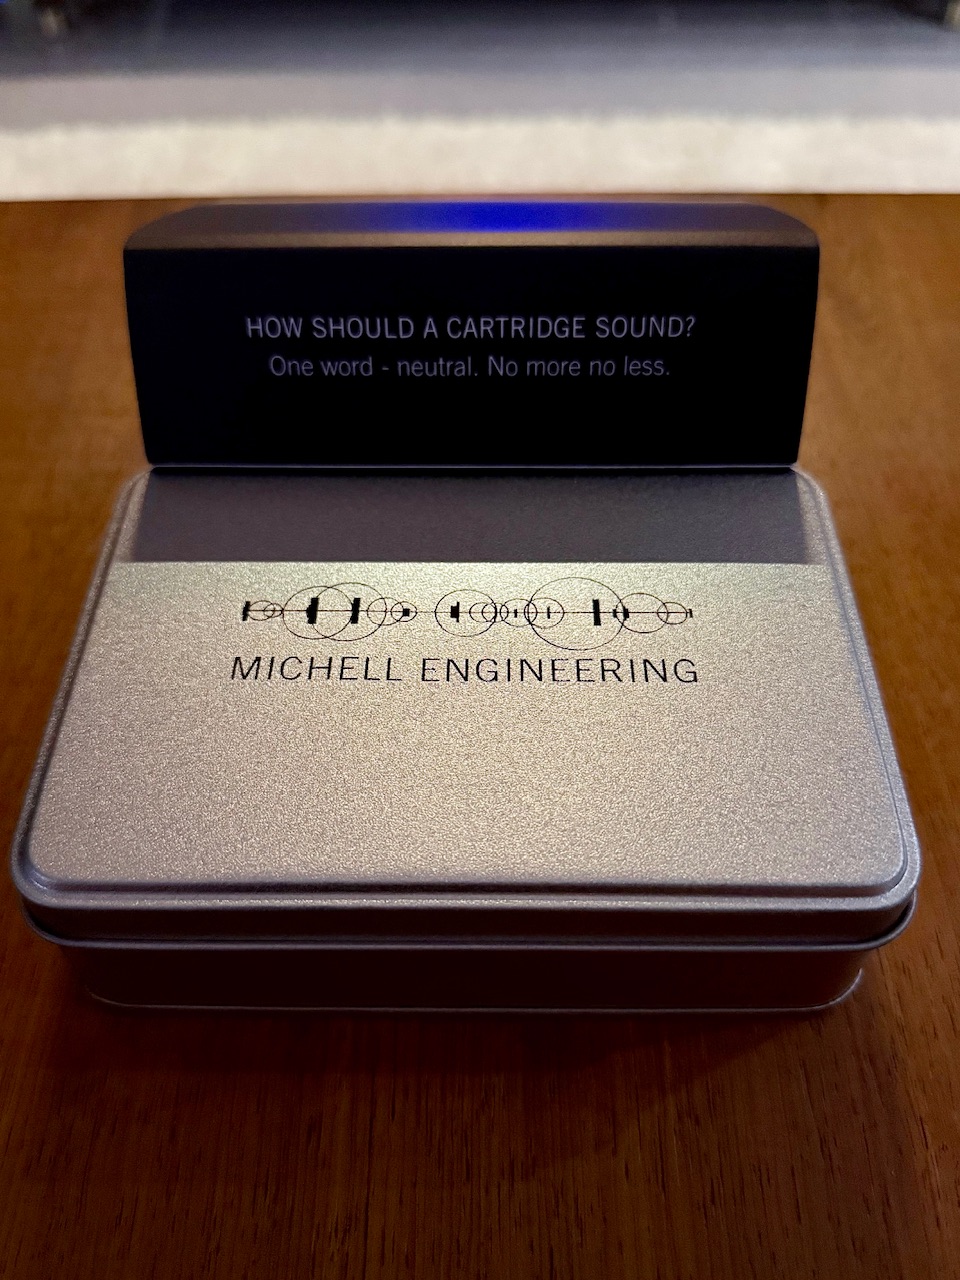 HOW SHOULD A CARTRIDGE SOUND?
One word - neutral. No more no less.
MICHELL ENGINEERING